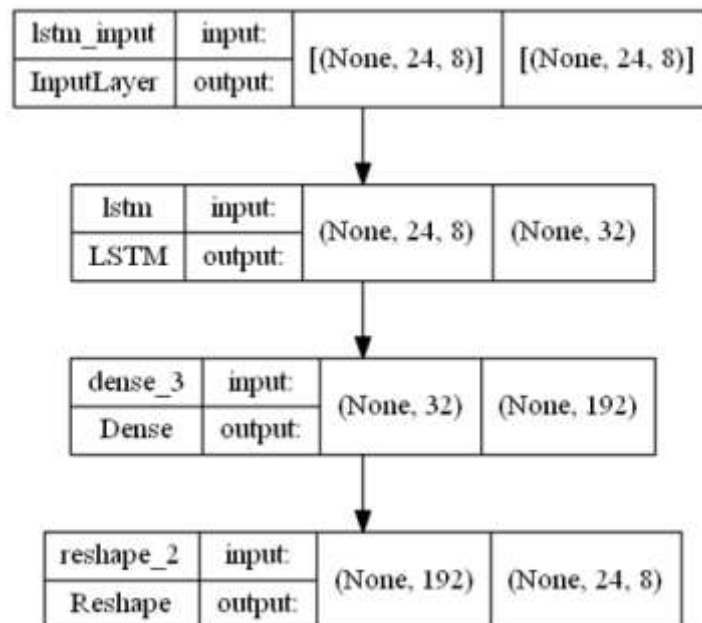 lstm_input input: [(None, 24, 8)] [(None, 24, 8)]
InputLayer output:
lstm input: (None, 24, 8) (None, 32)
LSTM output:
dense_3 input: (None, 32) (None, 192)
Dense output:
reshape_2 input: (None, 192) (None, 24, 8)
Reshape output: